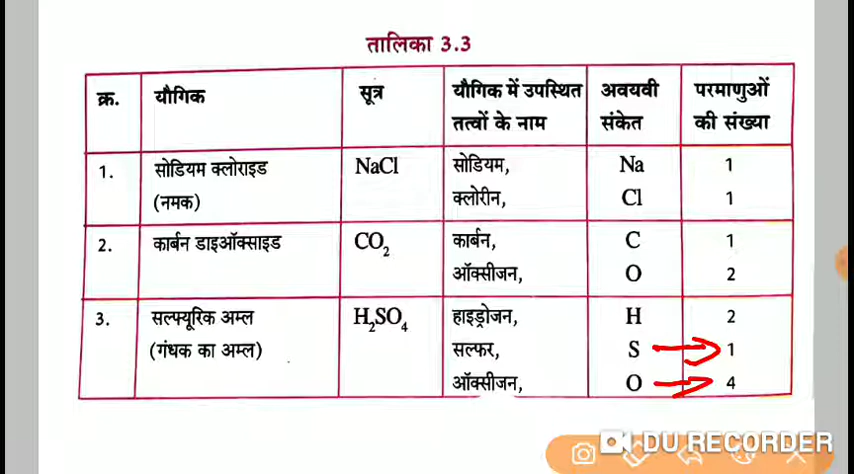 तालिका 3.3
क्र. यौगिक सूत्र यौगिक में उपस्थित तत्वों के नाम अवयवी संकेत परमाणुओं की संख्या
1. सोडियम क्लोराइड NaCl सोडियम, Na 1
(नमक) क्लोरीन, Cl 1
2. कार्बन डाइऑक्साइड CO₂ कार्बन, C 1
ऑक्सीजन, O 2
3. सल्फ्यूरिक अम्ल H₂SO₄ हाइड्रोजन, H 2
(गंधक का अम्ल) सल्फर, S 1
ऑक्सीजन, O 4
DU RECORDER